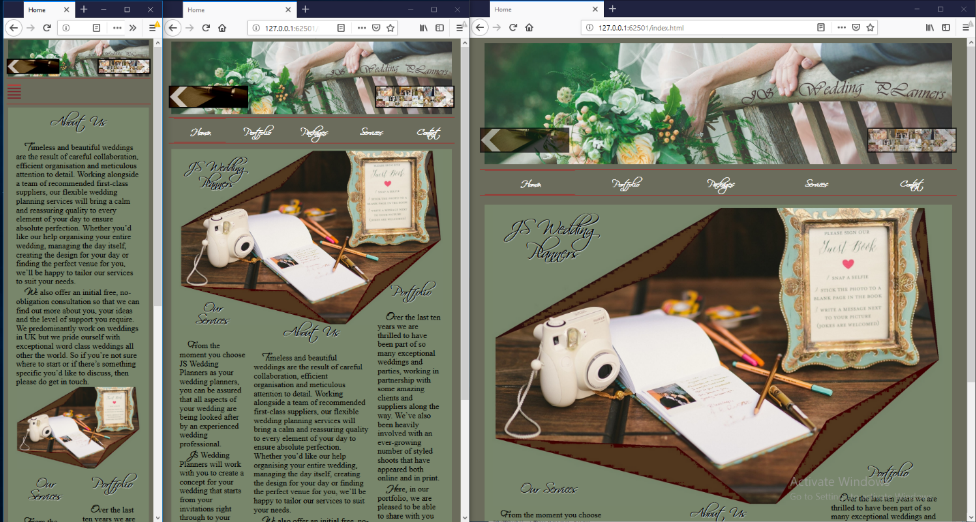 Home
About Us
Timeless and beautiful weddings
are the result of careful collaboration,
efficient organisation and meticulous
attention to detail. Working alongside
a team of recommended first-class
suppliers, our flexible wedding
planning services will bring a calm
and reassuring quality to every
element of your day to ensure
absolute perfection. Whether you'd
like our help organising your entire
wedding, managing the day itself,
creating the design for your day or
finding the perfect venue for you,
we'll be happy to tailor our services
to suit your needs.
We also offer an initial free, no-
obligation consultation so that we can
find out more about you, your ideas
and the level of support you require.
We predominantly work on weddings
in UK but we pride ourself with
exceptional word class weddings all
other the world. So if you're not sure
where to start or if there's something
specific you'd like to discuss, then
please do get in touch.
Our
Services
Portfolio
From the
Over the last
ten years we are
Home
127.0.0.1:62501
JS Wedding PLanners
Home Portfolio Packages Services Contact
JS Wedding
Planners
Guest Book
Our
Services
About Us
Portfolio
From the
moment you choose
JS Wedding
Planners as your
wedding planners,
you can be assured
that all aspects of
your wedding are
being looked after
by an experienced
wedding
professional.
JS Wedding
Planners will work
with you to create a
concept for your
wedding that starts
from your
invitations right
through to your
Timeless and beautiful
weddings are the result of careful
collaboration, efficient
organisation and meticulous
attention to detail. Working
alongside a team of recommended
first-class suppliers, our flexible
wedding planning services will
bring a calm and reassuring quality
to every element of your day to
ensure absolute perfection.
Whether you'd like our help
organising your entire wedding,
managing the day itself, creating
the design for your day or finding
the perfect venue for you, we'll be
happy to tailor our services to suit
your needs.
We also offer an initial free, no-
Over the last ten
years we are
thrilled to have
been part of so
many exceptional
weddings and
parties, working in
partnership with
some amazing
clients and
suppliers along the
way. We've also
been heavily
involved with an
ever-growing
number of styled
shoots that have
appeared both
online and in print.
Here, in our
portfolio, we are
pleased to be
able to share with
Home
127.0.0.1:62501/index.html
JS Wedding PLanners
Home Portfolio Packages Services Contact
JS Wedding
Planners
PLEASE SIGN OUR
Guest Book
SNAP A SELFIE
STICK THE PHOTO TO A
BLANK PAGE IN THE BOOK
WRITE A MESSAGE NEXT
TO YOUR PICTURE
Our Services
About Us
Portfolio
From the moment you
Over the last ten years we are
thrilled to have been part of so
many exceptional weddings and
Activate Windows